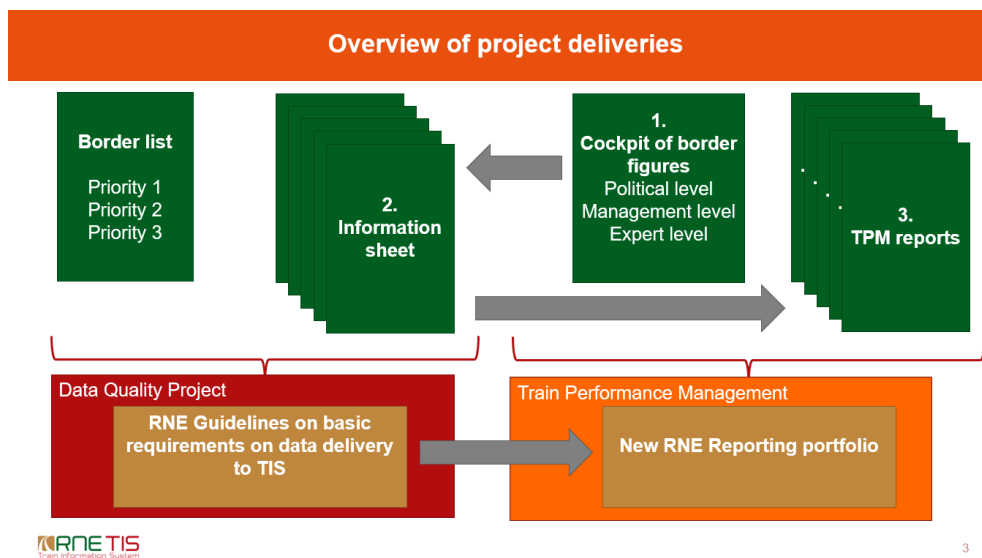 Overview of project deliveries
Border list
Priority 1
Priority 2
Priority 3
2.
Information
sheet
1.
Cockpit of border
figures
Political level
Management level
Expert level
3.
TPM reports
Data Quality Project
RNE Guidelines on basic
requirements on data delivery
to TIS
Train Performance Management
New RNE Reporting portfolio
RNE TIS
Train Information System
3